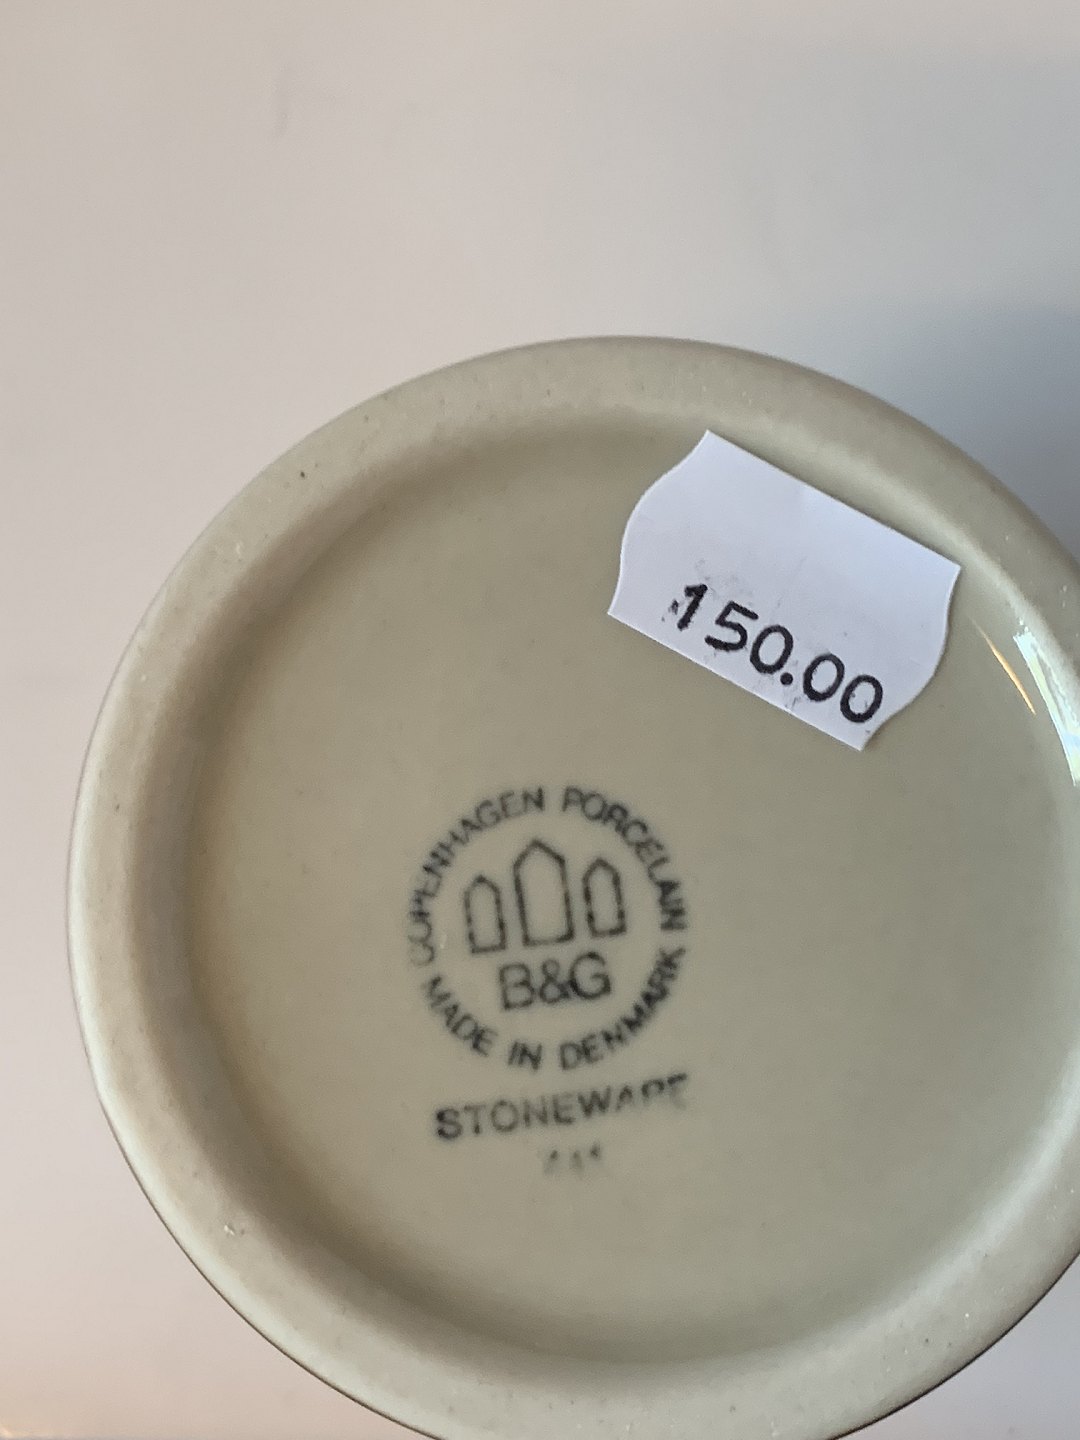 150.00
COPENHAGEN PORCELAIN
B&G
MADE IN DENMARK
STONEWARE